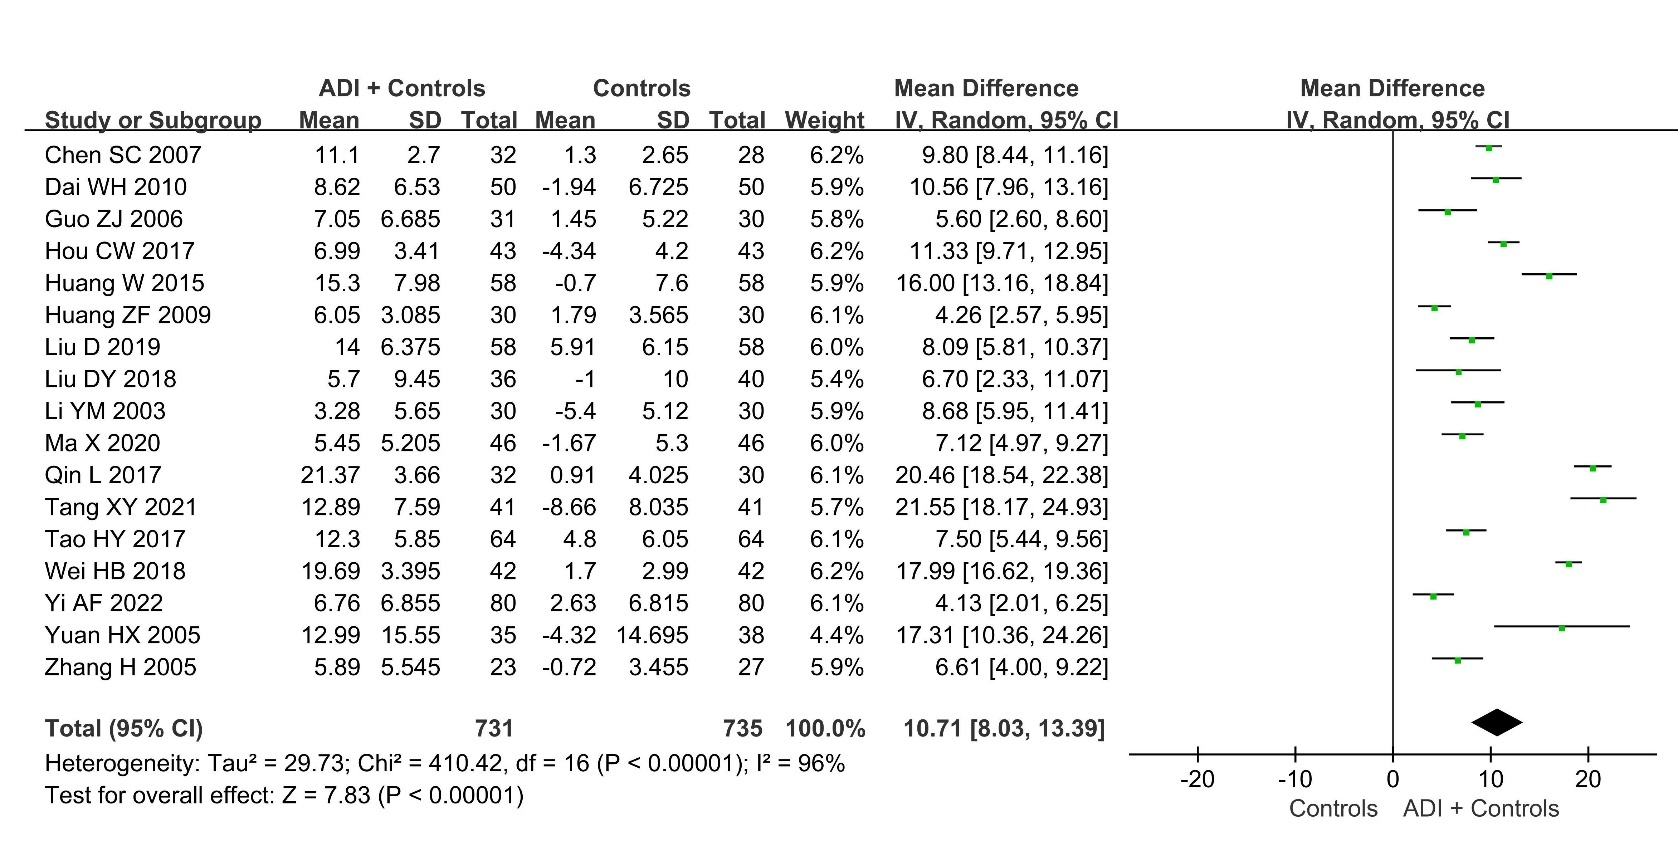 ADI + Controls Controls Mean Difference Mean Difference
Study or Subgroup Mean SD Total Mean SD Total Weight IV, Random, 95% CI IV, Random, 95% CI
Chen SC 2007 11.1 2.7 32 1.3 2.65 28 6.2% 9.80 [8.44, 11.16]
Dai WH 2010 8.62 6.53 50 -1.94 6.725 50 5.9% 10.56 [7.96, 13.16]
Guo ZJ 2006 7.05 6.685 31 1.45 5.22 30 5.8% 5.60 [2.60, 8.60]
Hou CW 2017 6.99 3.41 43 -4.34 4.2 43 6.2% 11.33 [9.71, 12.95]
Huang W 2015 15.3 7.98 58 -0.7 7.6 58 5.9% 16.00 [13.16, 18.84]
Huang ZF 2009 6.05 3.085 30 1.79 3.565 30 6.1% 4.26 [2.57, 5.95]
Liu D 2019 14 6.375 58 5.91 6.15 58 6.0% 8.09 [5.81, 10.37]
Liu DY 2018 5.7 9.45 36 -1 10 40 5.4% 6.70 [2.33, 11.07]
Li YM 2003 3.28 5.65 30 -5.4 5.12 30 5.9% 8.68 [5.95, 11.41]
Ma X 2020 5.45 5.205 46 -1.67 5.3 46 6.0% 7.12 [4.97, 9.27]
Qin L 2017 21.37 3.66 32 0.91 4.025 30 6.1% 20.46 [18.54, 22.38]
Tang XY 2021 12.89 7.59 41 -8.66 8.035 41 5.7% 21.55 [18.17, 24.93]
Tao HY 2017 12.3 5.85 64 4.8 6.05 64 6.1% 7.50 [5.44, 9.56]
Wei HB 2018 19.69 3.395 42 1.7 2.99 42 6.2% 17.99 [16.62, 19.36]
Yi AF 2022 6.76 6.855 80 2.63 6.815 80 6.1% 4.13 [2.01, 6.25]
Yuan HX 2005 12.99 15.55 35 -4.32 14.695 38 4.4% 17.31 [10.36, 24.26]
Zhang H 2005 5.89 5.545 23 -0.72 3.455 27 5.9% 6.61 [4.00, 9.22]
Total (95% CI) 731 735 100.0% 10.71 [8.03, 13.39]
Heterogeneity: Tau² = 29.73; Chi² = 410.42, df = 16 (P < 0.00001); I² = 96%
Test for overall effect: Z = 7.83 (P < 0.00001)
-20 -10 0 10 20
Controls ADI + Controls